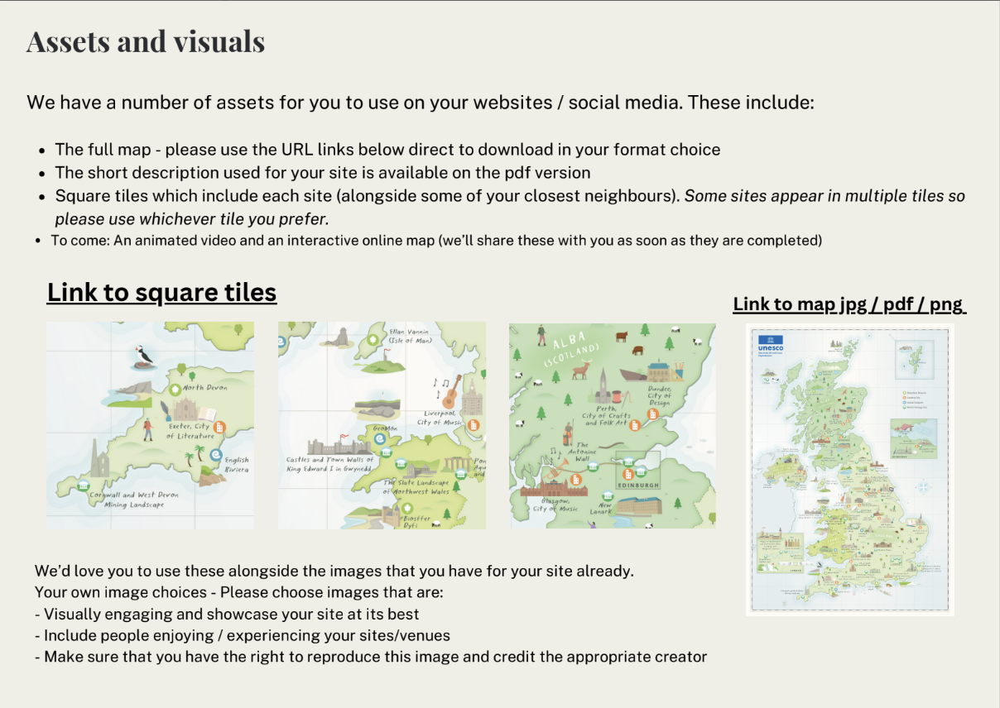 Assets and visuals
We have a number of assets for you to use on your websites / social media. These include:
• The full map - please use the URL links below direct to download in your format choice
• The short description used for your site is available on the pdf version
• Square tiles which include each site (alongside some of your closest neighbours). Some sites appear in multiple tiles so
please use whichever tile you prefer.
• To come: An animated video and an interactive online map (we'll share these with you as soon as they are completed)
Link to square tiles
Link to map jpg / pdf / png
North Devon
Exeter, City
of Literature
English
Riviera
Cornwall and West Devon
Mining Landscape
Ellan Vannin
(Isle of Man)
Liverpool,
City of Music
GeoMôn
Castles and Town Walls of
King Edward I in Gwynedd
The Slate Landscape
of Northwest Wales
Biosffer
Dyfi
ALBA
(SCOTLAND)
Dundee,
City of
Design
Perth,
City of Crafts
and Folk Art
The
Antonine
Wall
EDINBURGH
Glasgow,
City of Music
New
Lanark
unesco
We'd love you to use these alongside the images that you have for your site already.
Your own image choices - Please choose images that are:
- Visually engaging and showcase your site at its best
- Include people enjoying / experiencing your sites/venues
- Make sure that you have the right to reproduce this image and credit the appropriate creator